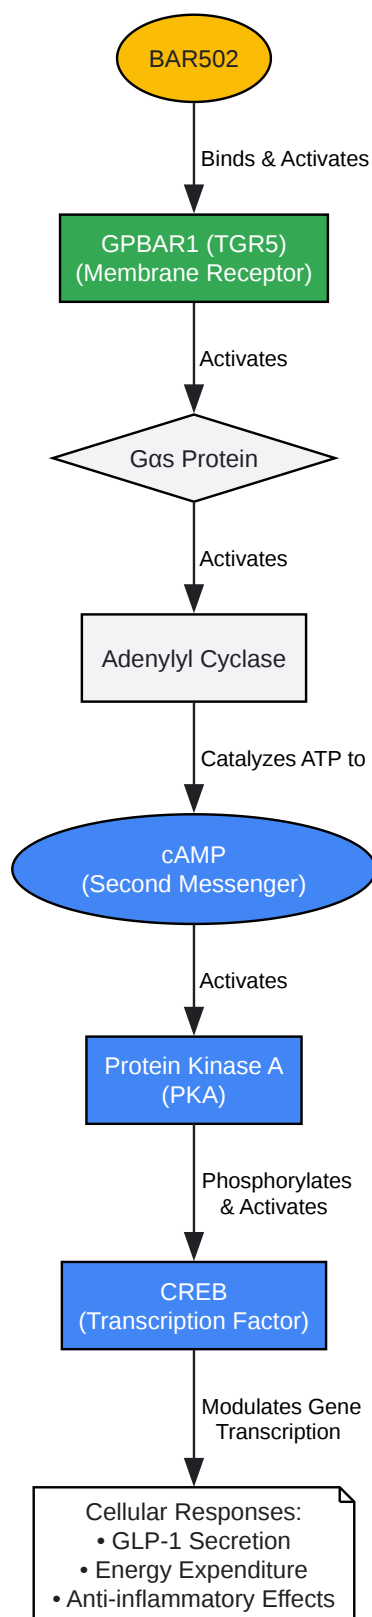 BAR502
Binds & Activates
GPBAR1 (TGR5)
(Membrane Receptor)
Activates
Gαs Protein
Activates
Adenylyl Cyclase
Catalyzes ATP to
cAMP
(Second Messenger)
Activates
Protein Kinase A
(PKA)
Phosphorylates
& Activates
CREB
(Transcription Factor)
Modulates Gene
Transcription
Cellular Responses:
• GLP-1 Secretion
• Energy Expenditure
• Anti-inflammatory Effects